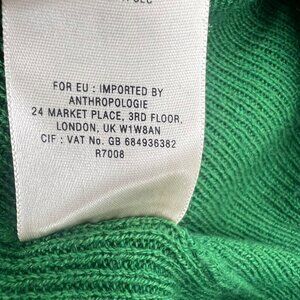 FOR EU : IMPORTED BY
ANTHROPOLOGIE
24 MARKET PLACE, 3RD FLOOR.
LONDON, UK W1W8AN
CIF : VAT No. GB 684936382
R7008